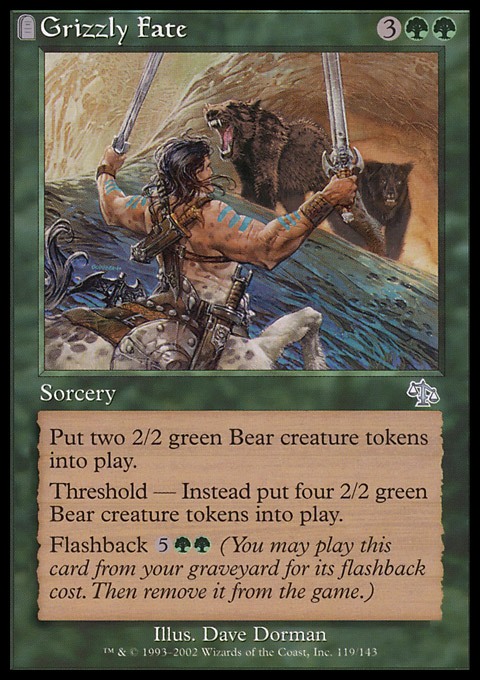 Grizzly Fate 3
Sorcery
Put two 2/2 green Bear creature tokens
into play.
Threshold — Instead put four 2/2 green
Bear creature tokens into play.
Flashback 5 (You may play this
card from your graveyard for its flashback
cost. Then remove it from the game.)
Illus. Dave Dorman
™ & © 1993–2002 Wizards of the Coast, Inc. 119/143